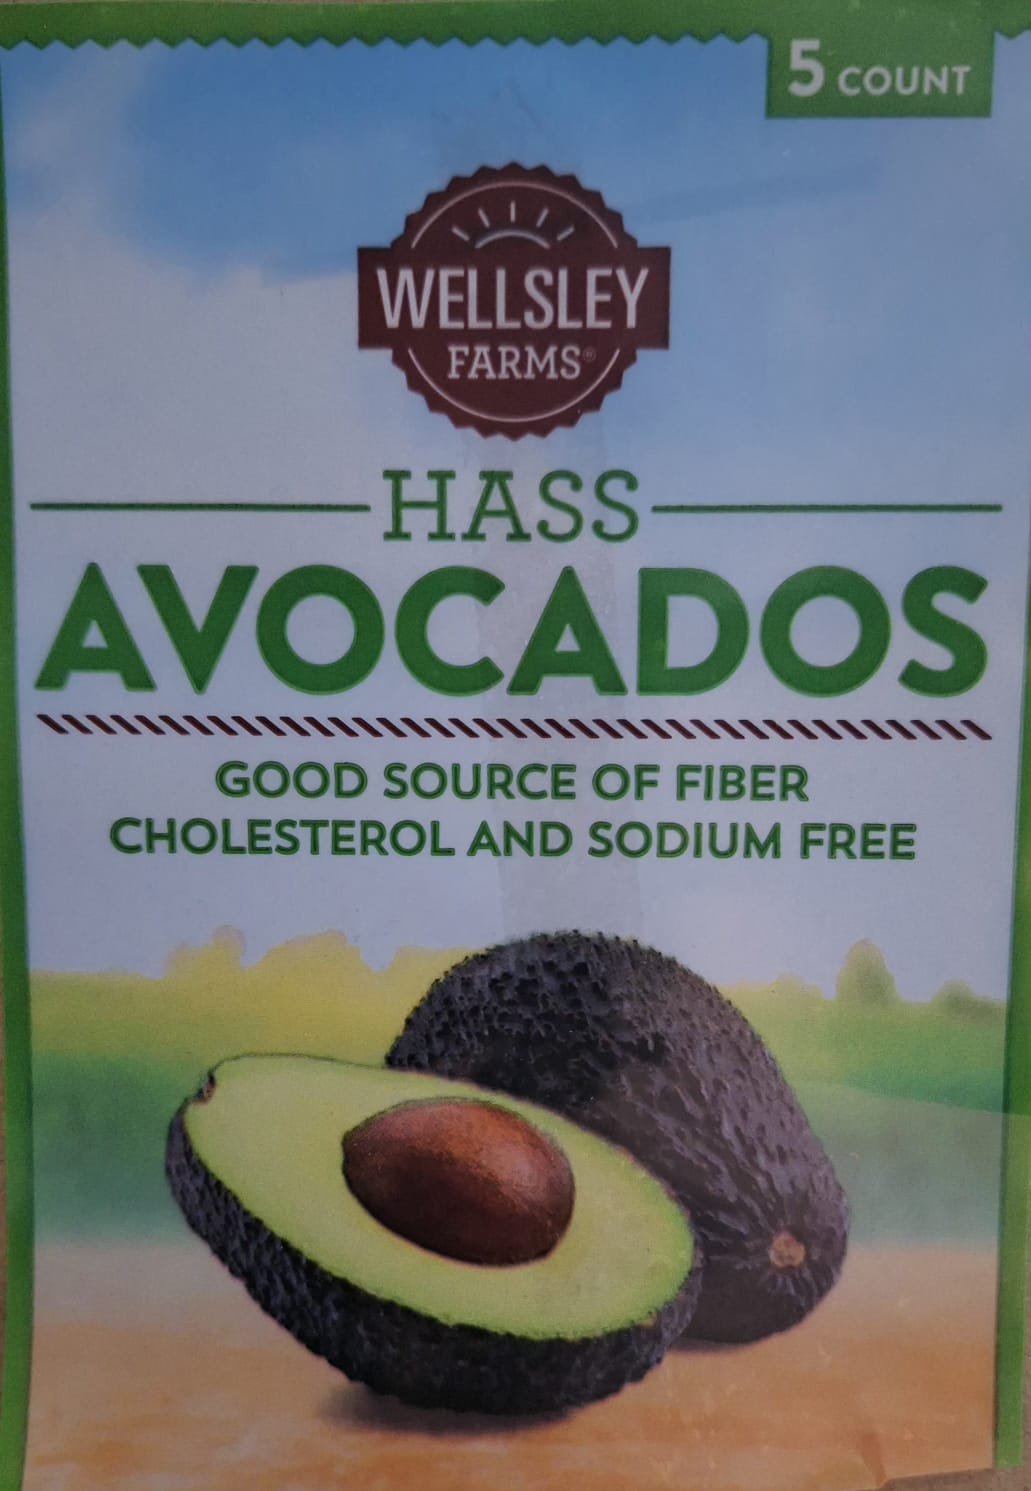 5 COUNT
WELLSLEY
FARMS®
HASS
AVOCADOS
GOOD SOURCE OF FIBER
CHOLESTEROL AND SODIUM FREE